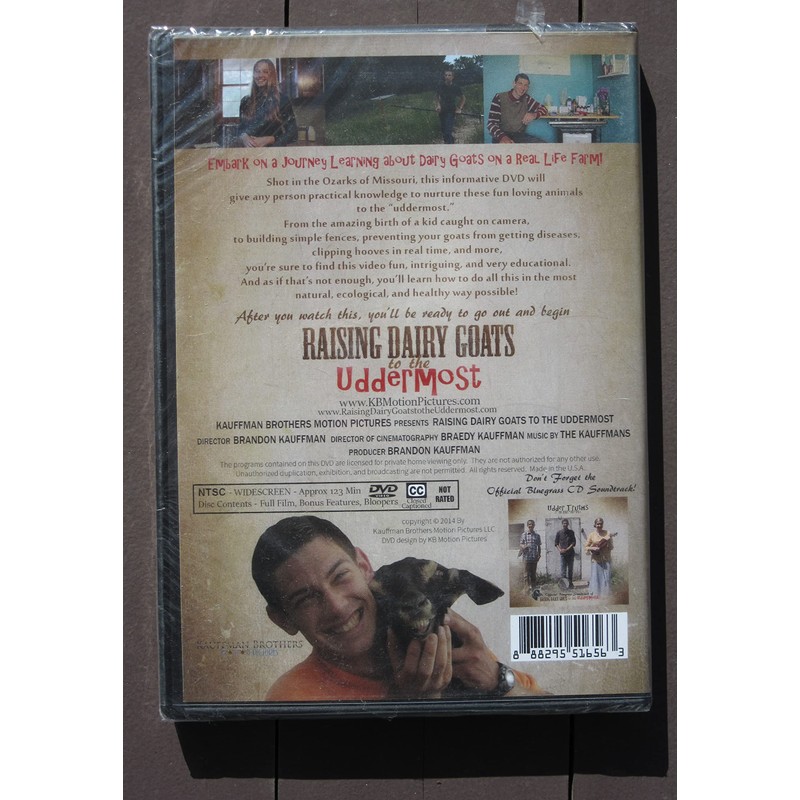 Embark on a Journey Learning about Dairy Goats on a Real Life Farm!
Shot in the Ozarks of Missouri, this informative DVD will
give any person practical knowledge to nurture these fun loving animals
to the "uddermost."
From the amazing birth of a kid caught on camera,
to building simple fences, preventing your goats from getting diseases,
clipping hooves in real time, and more,
you're sure to find this video fun, intriguing, and very educational.
And as if that's not enough, you'll learn how to do all this in the most
natural, ecological, and healthy way possible!
After you watch this, you'll be ready to go out and begin
RAISING DAIRY GOATS
to the
Uddermost
www.KBMotionPictures.com
www.RaisingDairyGoatstotheUddermost.com
KAUFFMAN BROTHERS MOTION PICTURES PRESENTS RAISING DAIRY GOATS TO THE UDDERMOST
DIRECTOR BRANDON KAUFFMAN DIRECTOR OF CINEMATOGRAPHY BRAEDY KAUFFMAN MUSIC BY THE KAUFFMANS
PRODUCER BRANDON KAUFFMAN
The programs contained on this DVD are licensed for private home viewing only. They are not authorized for any other use.
Unauthorized duplication, exhibition, and broadcasting are not permitted. All rights reserved. Made in the U.S.A.
Don't Forget the
Official Bluegrass CD Soundtrack!
NTSC - WIDESCREEN - Approx 123 Min
Disc Contents - Full Film, Bonus Features, Bloopers
DVD
VIDEO
CC
Closed
Captioned
NOT
RATED
copyright © 2014 By
Kauffman Brothers Motion Pictures LLC
DVD design by KB Motion Pictures
Udder Truths
KAUFFMAN BROTHERS
8 88295 51656 3